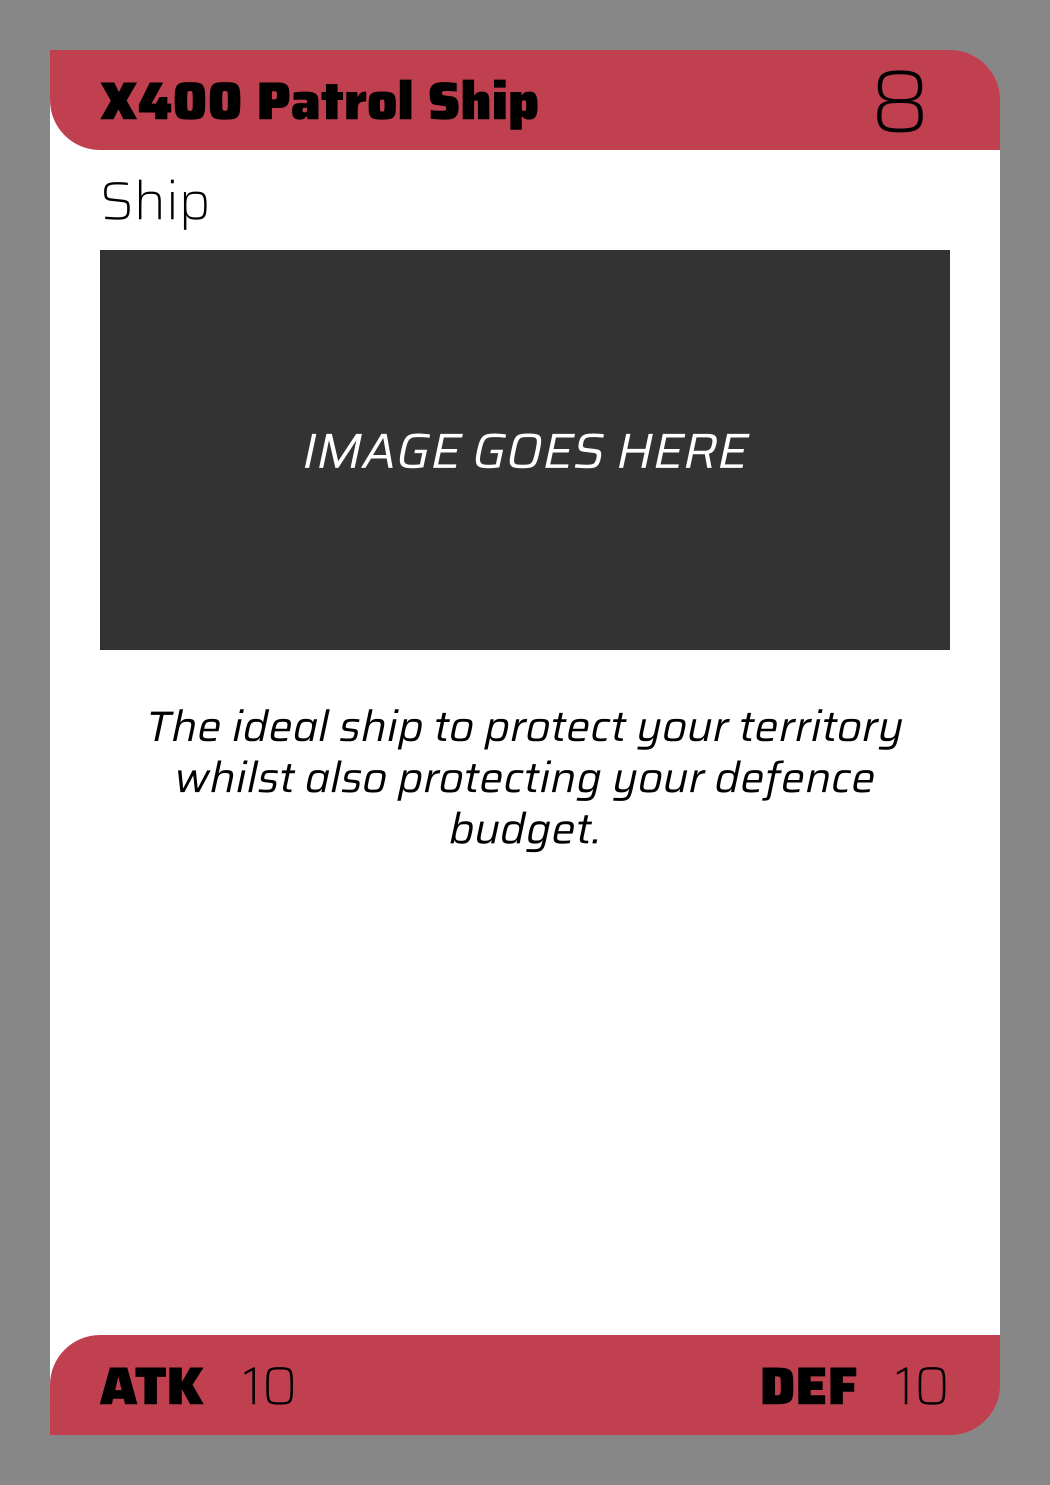 X400 Patrol Ship 8
Ship
IMAGE GOES HERE
The ideal ship to protect your territory
whilst also protecting your defence
budget.
ATK 10 DEF 10